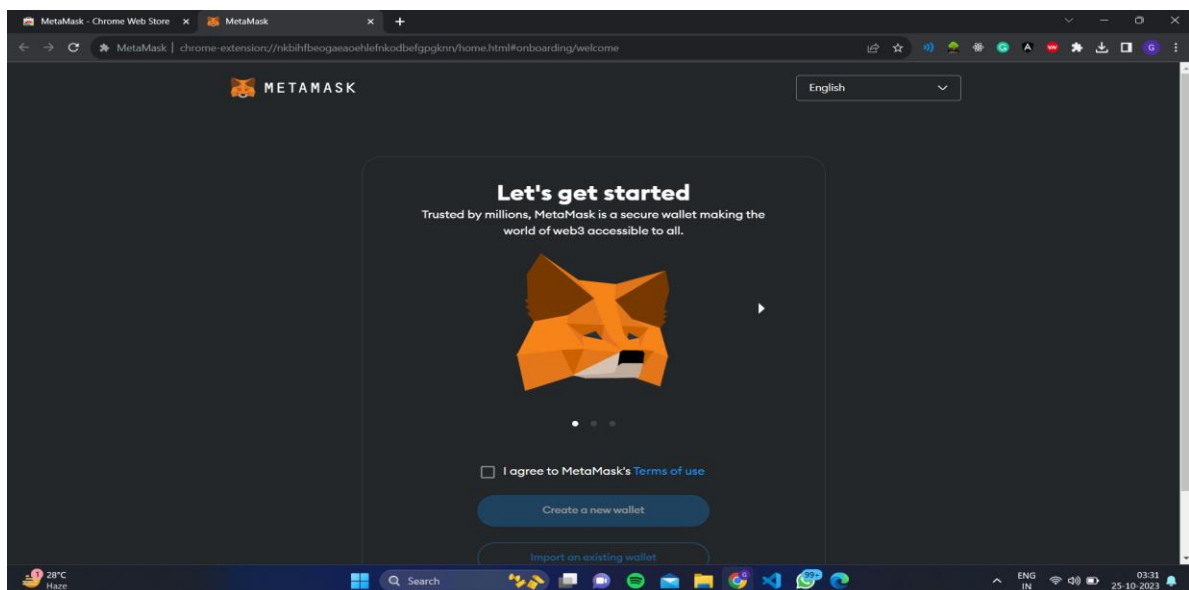 MetaMask - Chrome Web Store
MetaMask
MetaMask | chrome-extension://nkbihfbeogaeaoehlefnkodbefgpgknn/home.html#onboarding/welcome
METAMASK
English
Let's get started
Trusted by millions, MetaMask is a secure wallet making the
world of web3 accessible to all.
I agree to MetaMask's Terms of use
Create a new wallet
Import an existing wallet
1
28°C
Haze
Search
99+
ENG
IN
03:31
25-10-2023